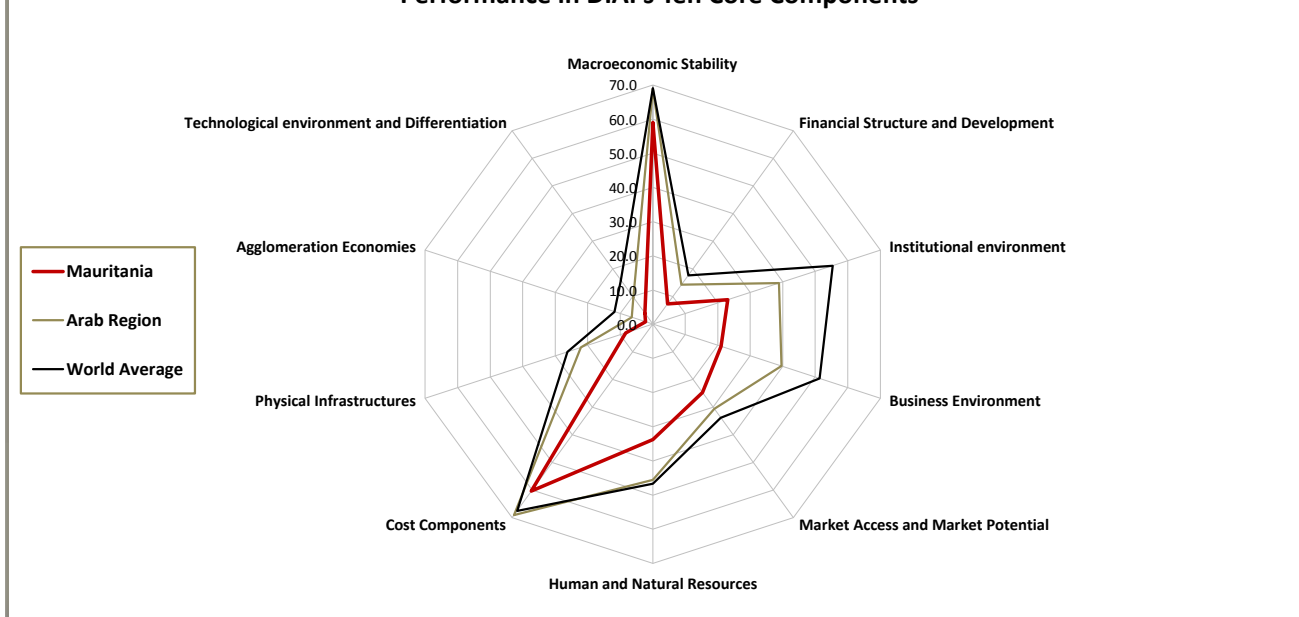 Performance in DIAI's Ten Core Components
Macroeconomic Stability
70.0
Technological environment and Differentiation
60.0
Financial Structure and Development
50.0
40.0
30.0
Agglomeration Economies
20.0
Institutional environment
Mauritania
10.0
Arab Region
0.0
World Average
Physical Infrastructures
Business Environment
Cost Components
Market Access and Market Potential
Human and Natural Resources